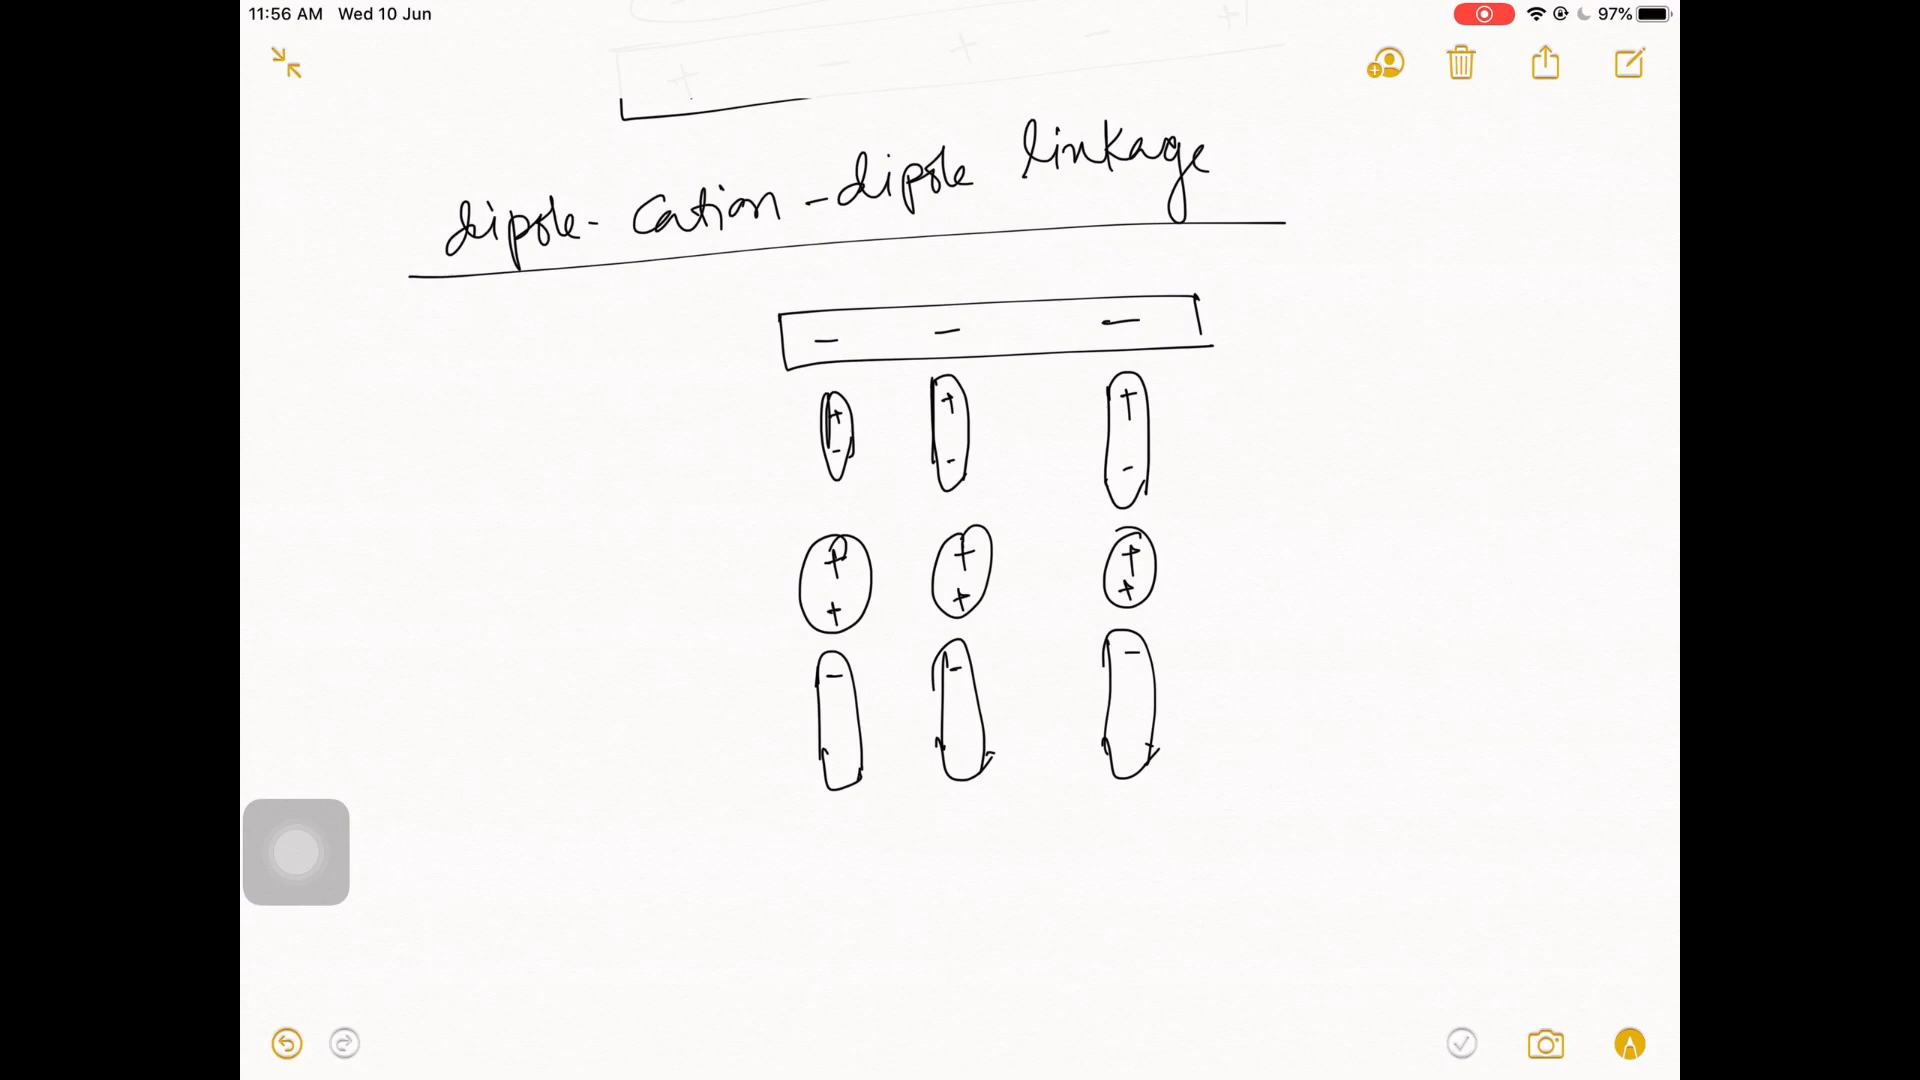 11:56 AM Wed 10 Jun 97%
+ - + - +
dipole - Cation - dipole linkage
- - -
+ + +
- - -
+ + +
+ + +
- - -